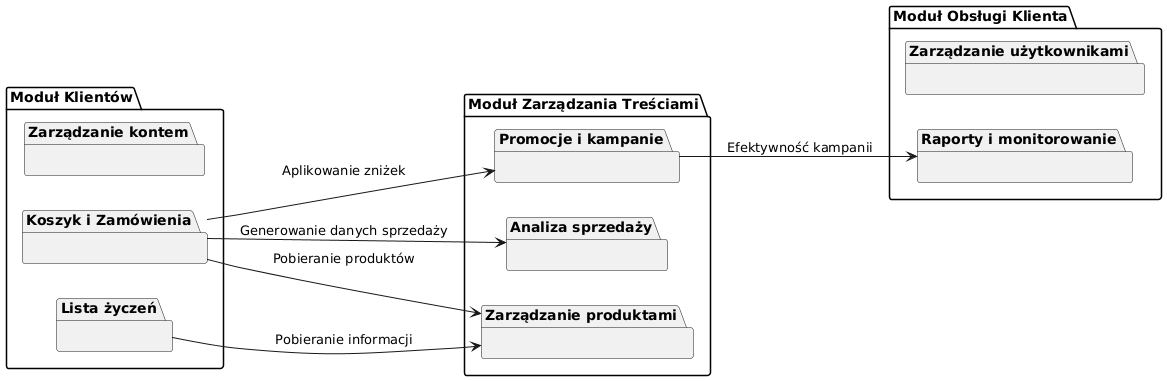 Moduł Klientów
Zarządzanie kontem
Koszyk i Zamówienia
Lista życzeń
Aplikowanie zniżek
Generowanie danych sprzedaży
Pobieranie produktów
Pobieranie informacji
Moduł Zarządzania Treściami
Promocje i kampanie
Analiza sprzedaży
Zarządzanie produktami
Efektywność kampanii
Moduł Obsługi Klienta
Zarządzanie użytkownikami
Raporty i monitorowanie